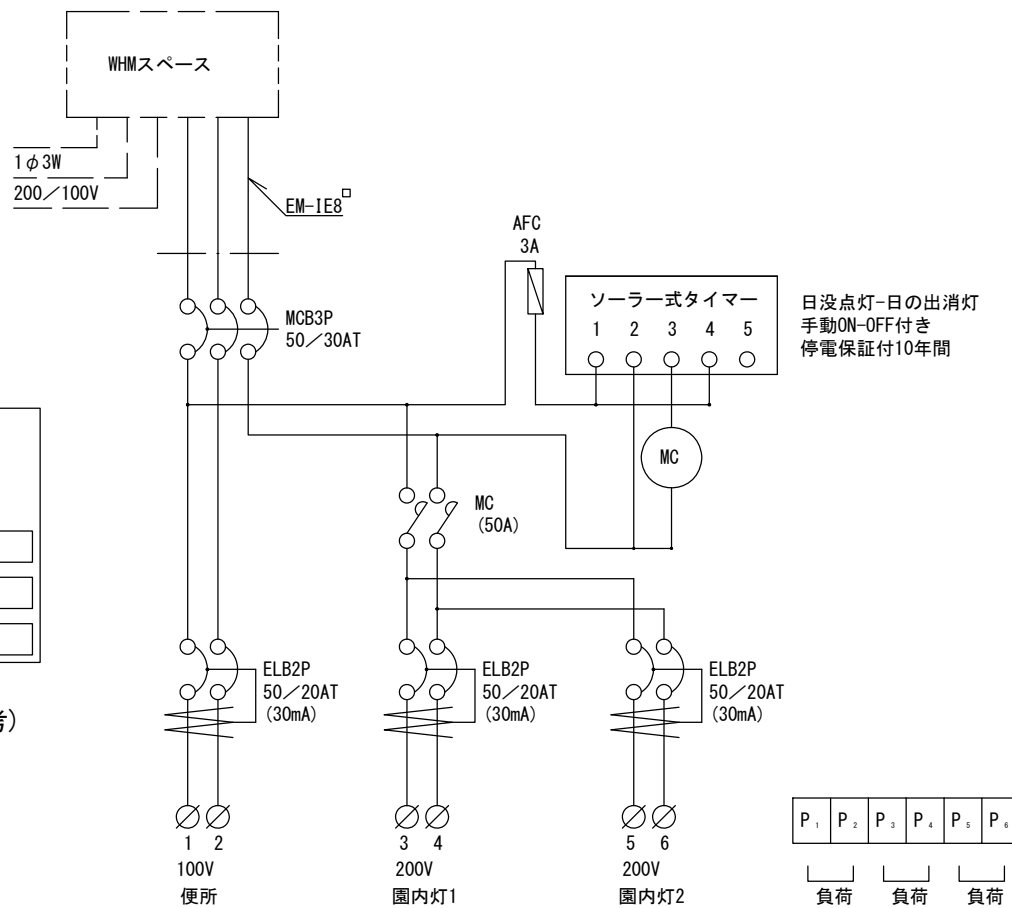 WHMスペース
1φ3W
200／100V
EM-IE8□
AFC
3A
ソーラー式タイマー
1 2 3 4 5
日没点灯-日の出消灯
手動ON-OFF付き
停電保証付10年間
MCB3P
50／30AT
MC
MC
(50A)
ELB2P
50／20AT
(30mA)
ELB2P
50／20AT
(30mA)
ELB2P
50／20AT
(30mA)
考)
1 2
100V
便所
3 4
200V
園内灯1
5 6
200V
園内灯2
P1 P2 P3 P4 P5 P6
負荷 負荷 負荷